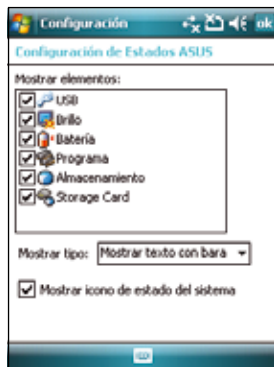 Configuración
ok
Configuración de Estados ASUS
Mostrar elementos:
USB
Brillo
Batería
Programa
Almacenamiento
Storage Card
Mostrar tipo: Mostrar texto con bara
Mostrar icono de estado del sistema